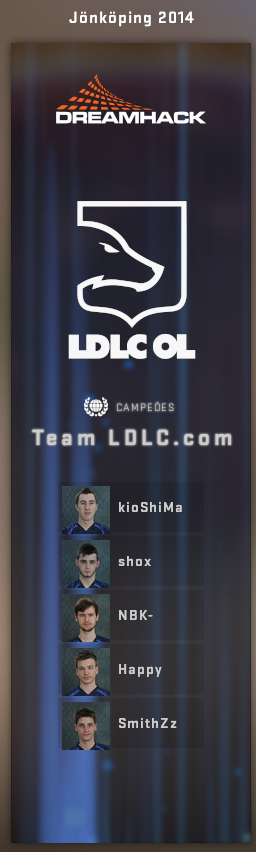 Jönköping 2014
DREAMHACK
LDLC OL
CAMPEÕES
Team LDLC.com
kioShiMa
shox
NBK-
Happy
SmithZz